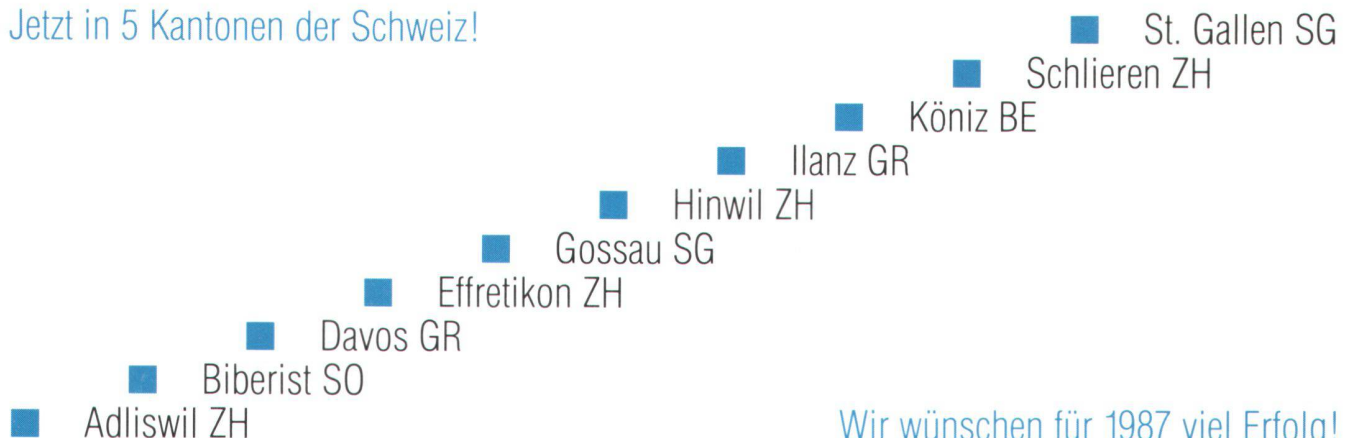 Jetzt in 5 Kantonen der Schweiz!
St. Gallen SG
Schlieren ZH
Köniz BE
Ilanz GR
Hinwil ZH
Gossau SG
Effretikon ZH
Davos GR
Biberist SO
Adliswil ZH
Wir wünschen für 1987 viel Erfolg!